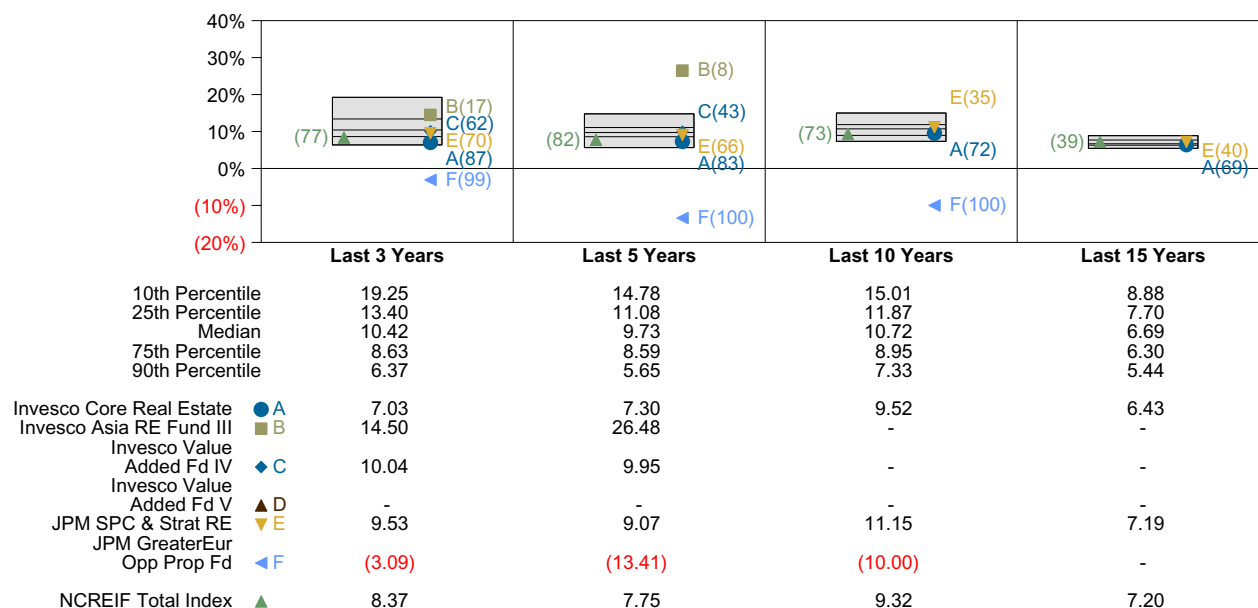 40%
30%
20%
10%
0%
(10%)
(20%)
(77)
B(17)
C(62)
E(70)
A(87)
F(99)
(82)
B(8)
C(43)
E(66)
A(83)
F(100)
(73)
E(35)
A(72)
F(100)
(39)
E(40)
A(69)
Last 3 Years Last 5 Years Last 10 Years Last 15 Years
10th Percentile 19.25 14.78 15.01 8.88
25th Percentile 13.40 11.08 11.87 7.70
Median 10.42 9.73 10.72 6.69
75th Percentile 8.63 8.59 8.95 6.30
90th Percentile 6.37 5.65 7.33 5.44
Invesco Core Real Estate A 7.03 7.30 9.52 6.43
Invesco Asia RE Fund III B 14.50 26.48 - -
Invesco Value
Added Fd IV C 10.04 9.95 - -
Invesco Value
Added Fd V D - - - -
JPM SPC & Strat RE E 9.53 9.07 11.15 7.19
JPM GreaterEur
Opp Prop Fd F (3.09) (13.41) (10.00) -
NCREIF Total Index 8.37 7.75 9.32 7.20